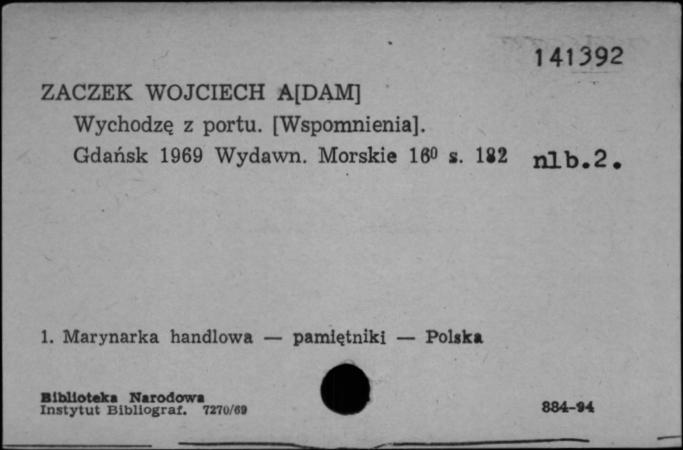 141392
ZACZEK WOJCIECH A[DAM]
Wychodzę z portu. [Wspomnienia].
Gdańsk 1969 Wydawn. Morskie 16⁰ s. 182 nlb.2.
1. Marynarka handlowa — pamiętniki — Polska
Biblioteka Narodowa
Instytut Bibliograf. 7270/69
884-94